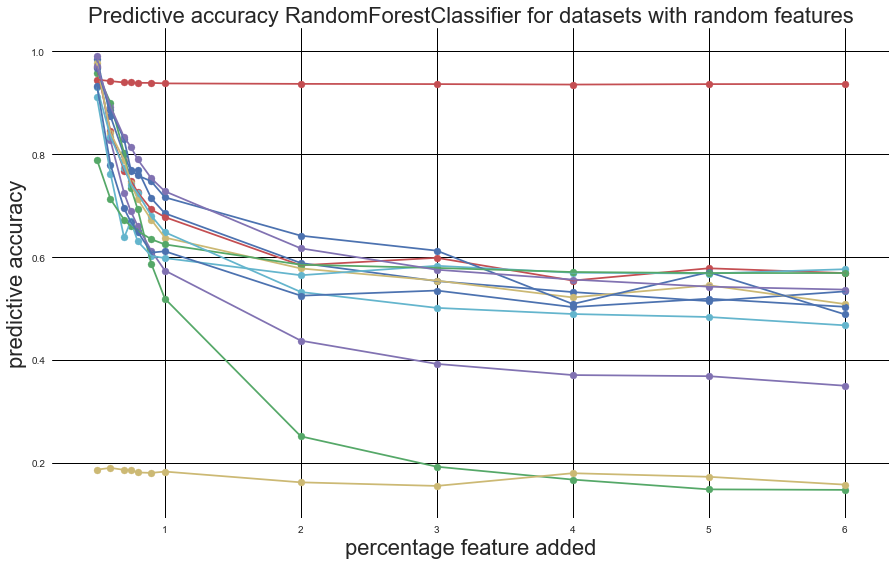 Predictive accuracy RandomForestClassifier for datasets with random features
predictive accuracy
1.0
0.8
0.6
0.4
0.2
1 2 3 4 5 6
percentage feature added